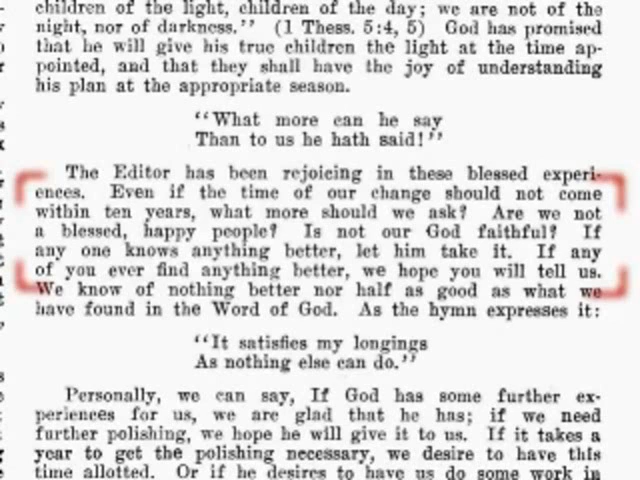 children of the light, children of the day; we are not of the
night, nor of darkness.'' (1 Thess. 5:4, 5) God has promised
that he will give his true children the light at the time ap-
pointed, and that they shall have the joy of understanding
his plan at the appropriate season.
''What more can he say
Than to us he hath said!''
The Editor has been rejoicing in these blessed experi-
ences. Even if the time of our change should not come
within ten years, what more should we ask? Are we not
a blessed, happy people? Is not our God faithful? If
any one knows anything better, let him take it. If any
of you ever find anything better, we hope you will tell us.
We know of nothing better nor half as good as what we
have found in the Word of God. As the hymn expresses it:
''It satisfies my longings
As nothing else can do.''
Personally, we can say, If God has some further ex-
periences for us, we are glad that he has; if we need
further polishing, we hope he will give it to us. If it takes a
year to get the polishing necessary, we desire to have this
time allotted. Or if he desires to have us do some work in